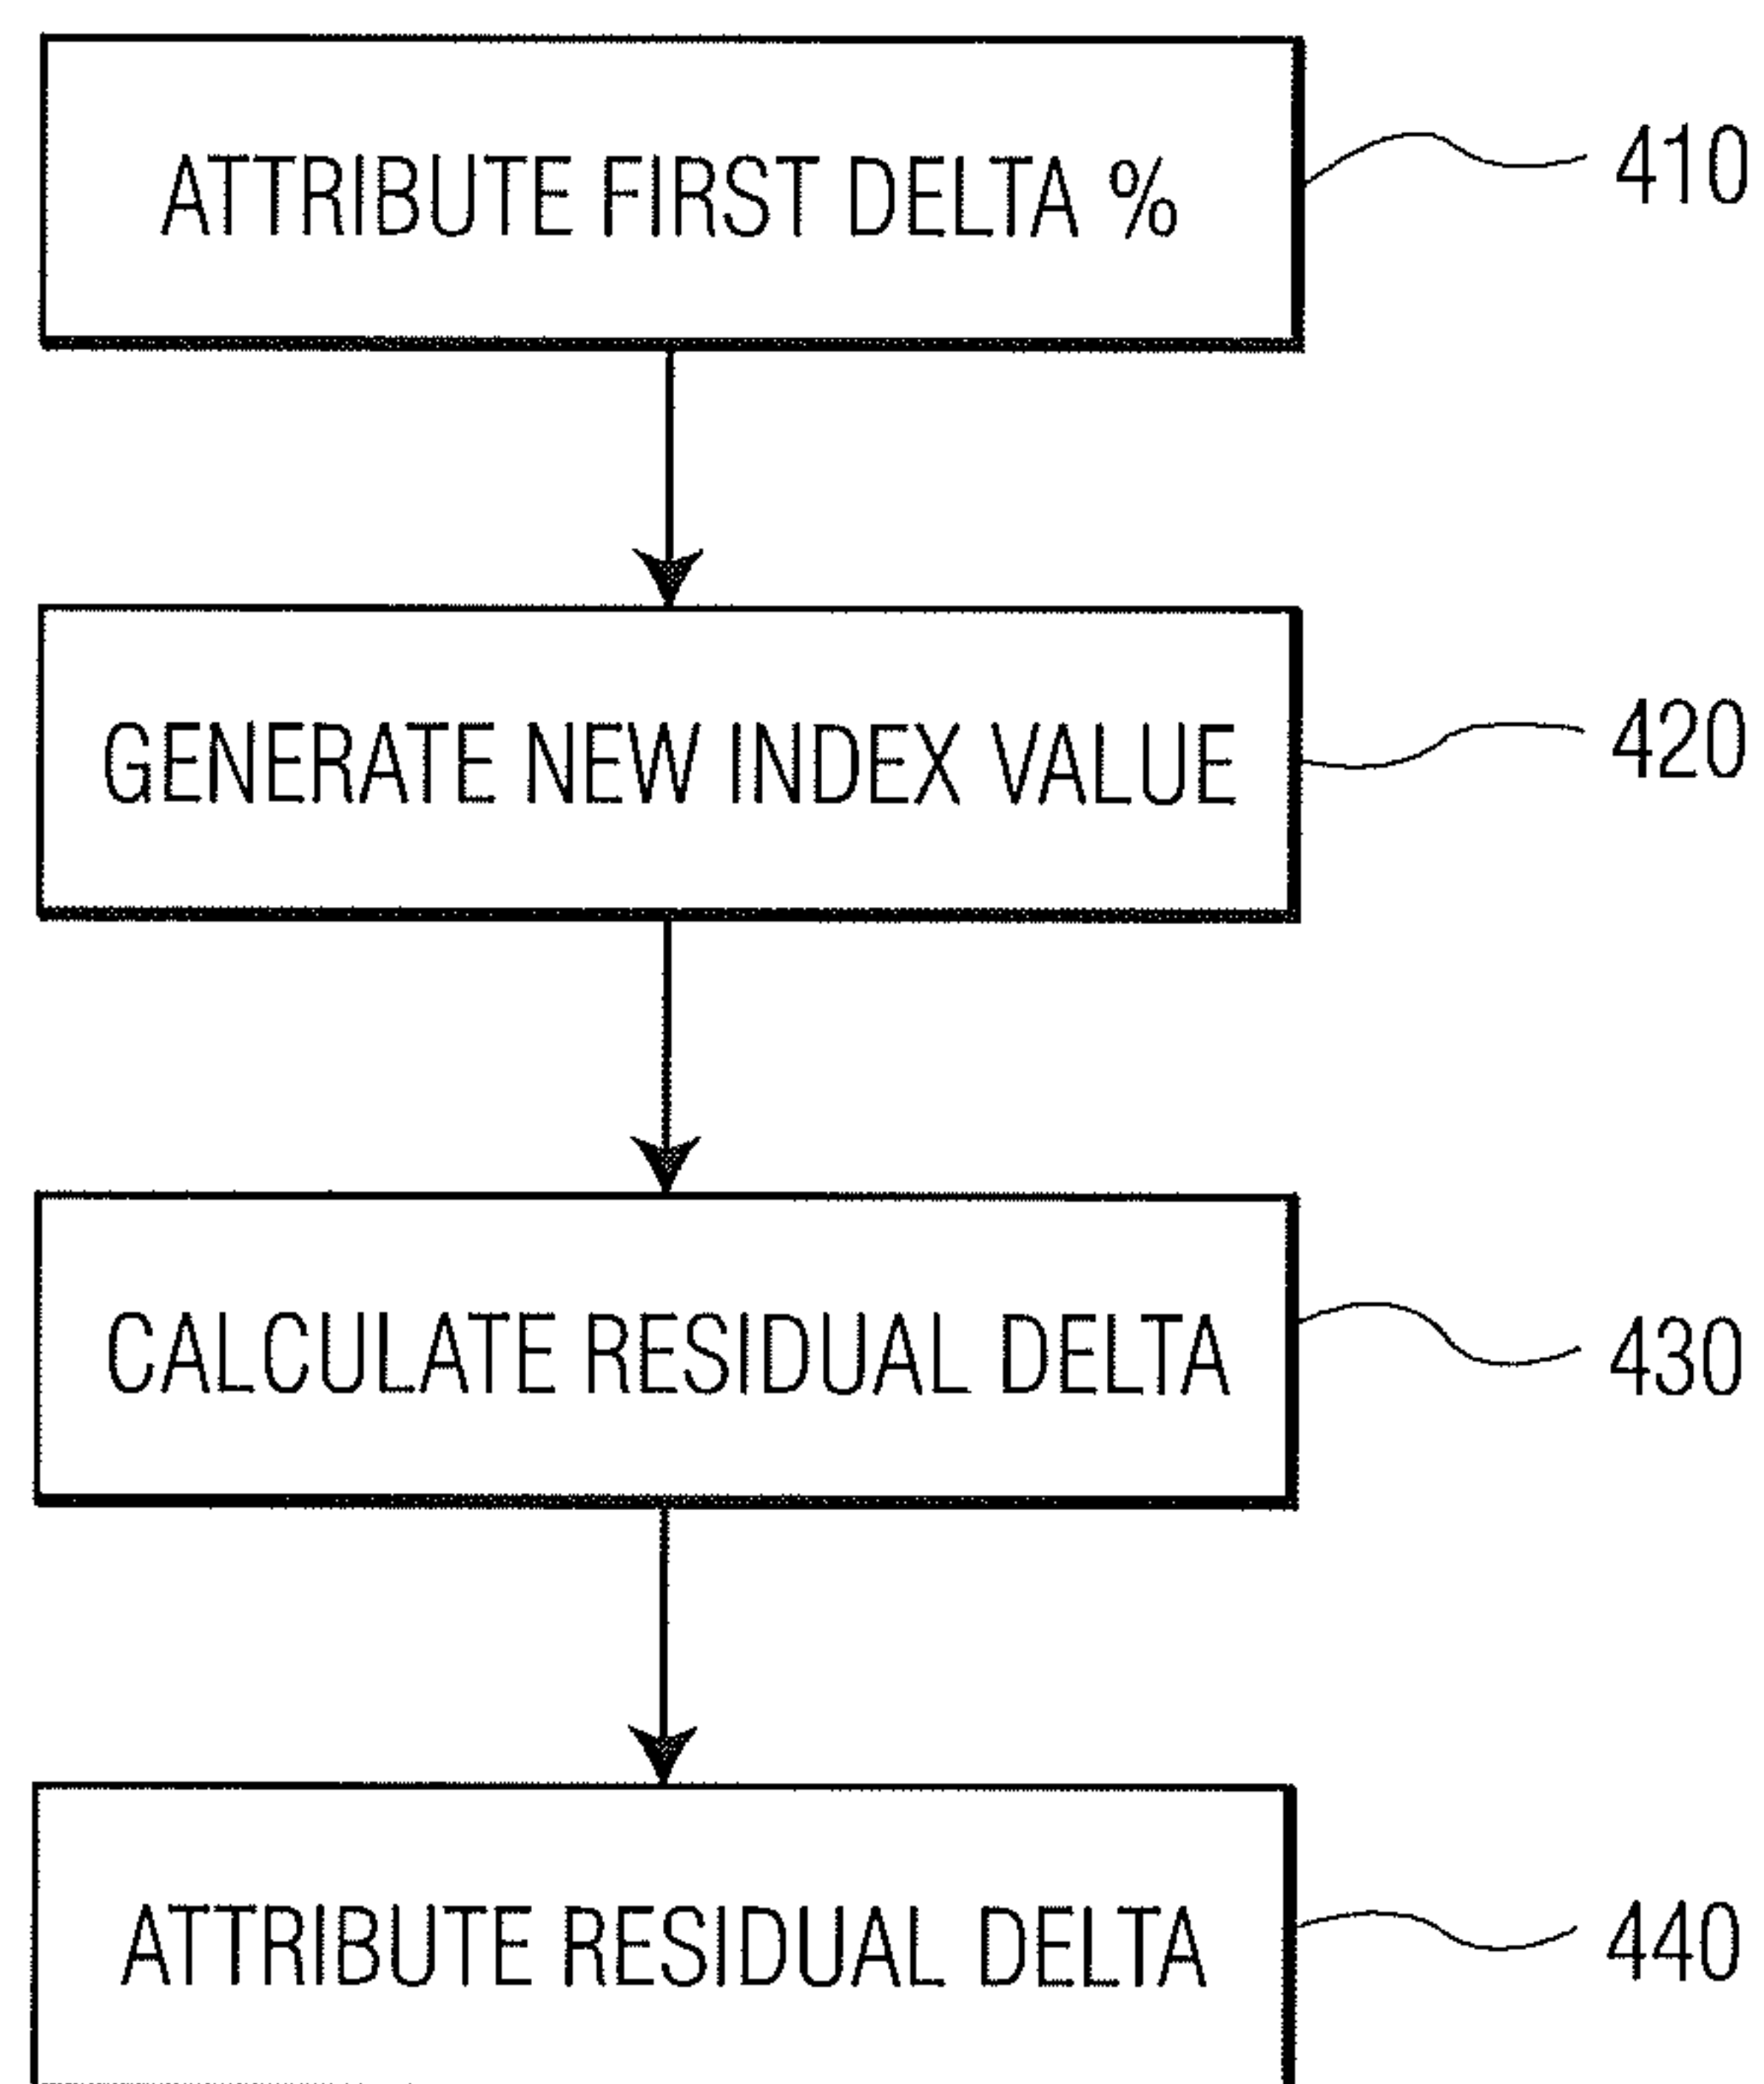 ATTRIBUTE FIRST DELTA %
410
GENERATE NEW INDEX VALUE
420
CALCULATE RESIDUAL DELTA
430
ATTRIBUTE RESIDUAL DELTA
440